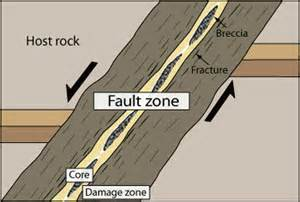 Breccia
Host rock
Fracture
Fault zone
Core
Damage zone